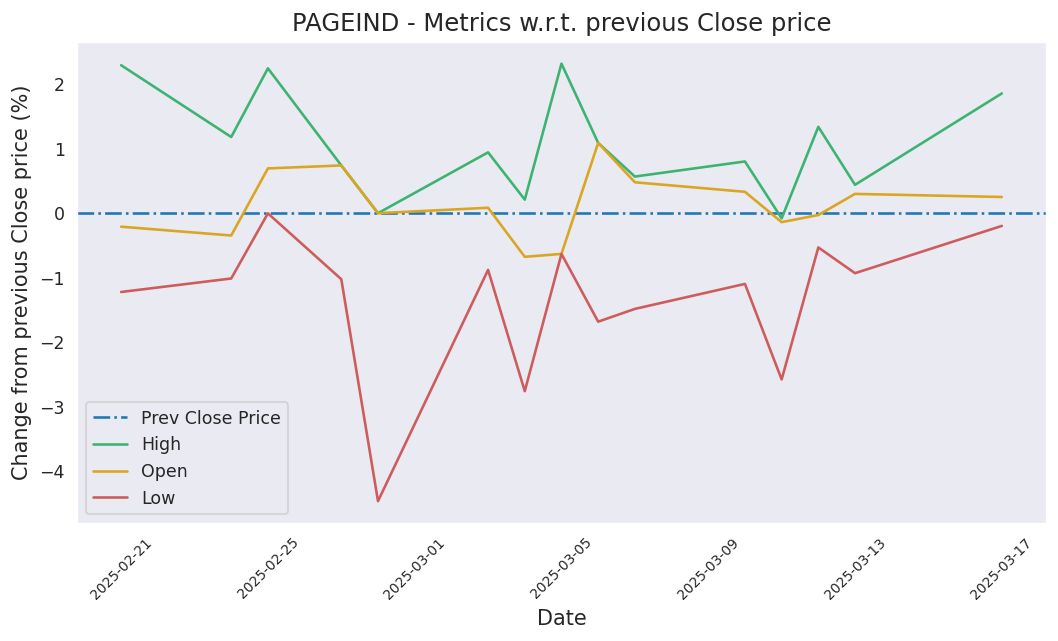 PAGEIND - Metrics w.r.t. previous Close price
Change from previous Close price (%)
2
1
0
−1
−2
−3
−4
Prev Close Price
High
Open
Low
2025-02-21
2025-02-25
2025-03-01
2025-03-05
2025-03-09
2025-03-13
2025-03-17
Date